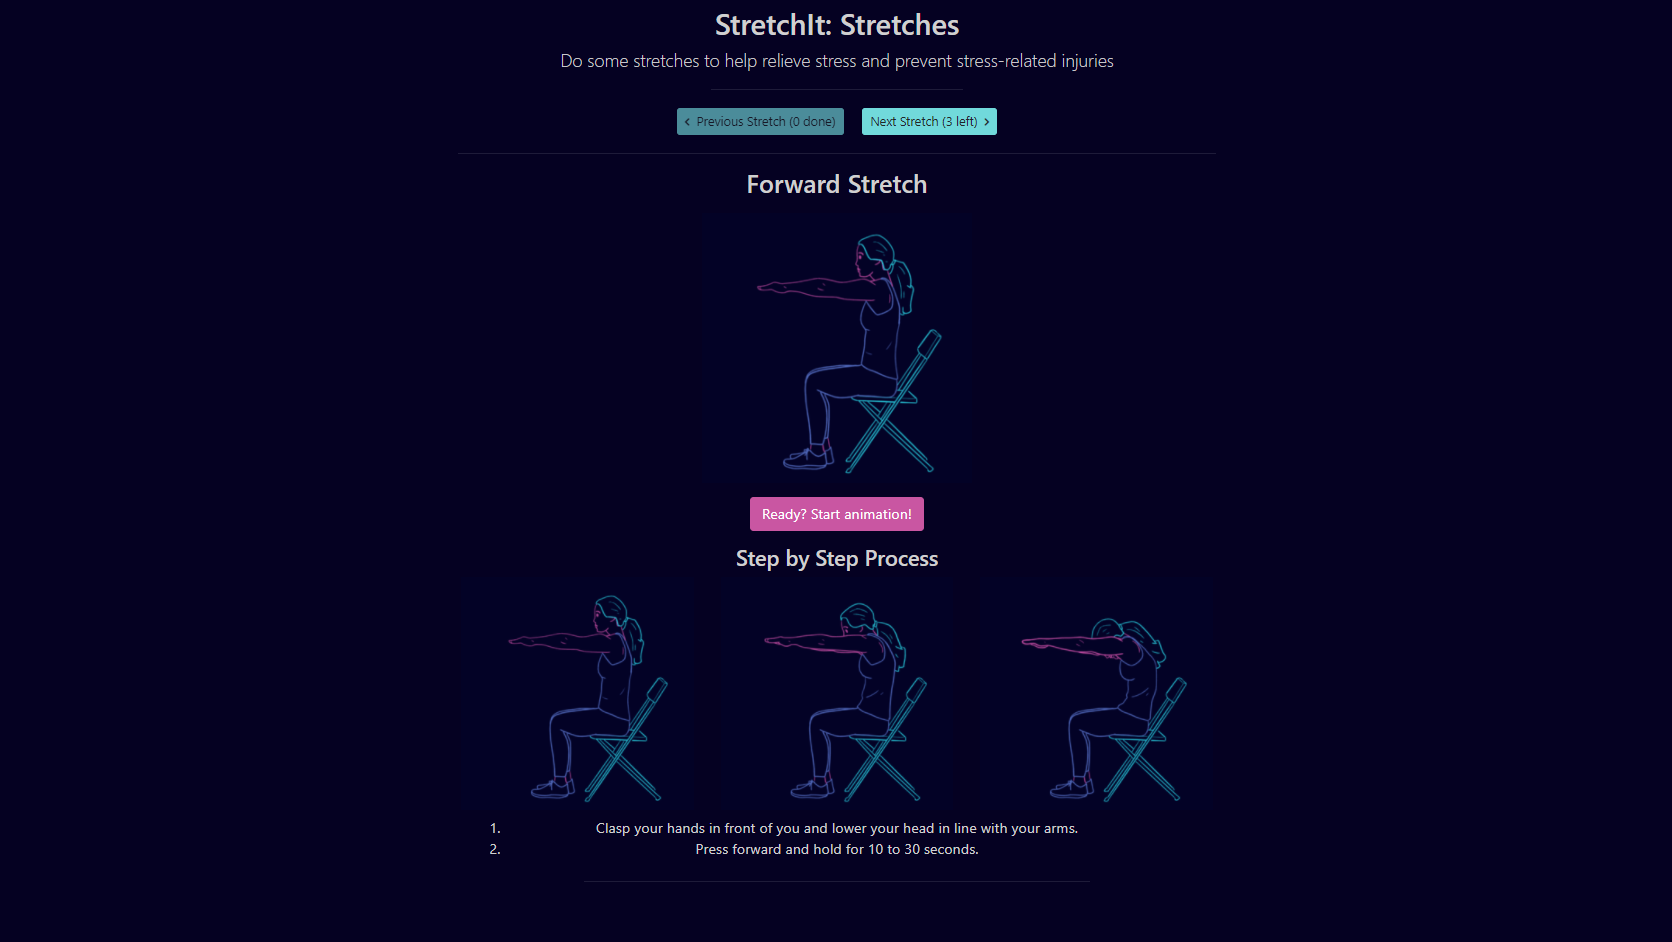 StretchIt: Stretches
Do some stretches to help relieve stress and prevent stress-related injuries
Previous Stretch (0 done)
Next Stretch (3 left)
Forward Stretch
Ready? Start animation!
Step by Step Process
1. Clasp your hands in front of you and lower your head in line with your arms.
2. Press forward and hold for 10 to 30 seconds.